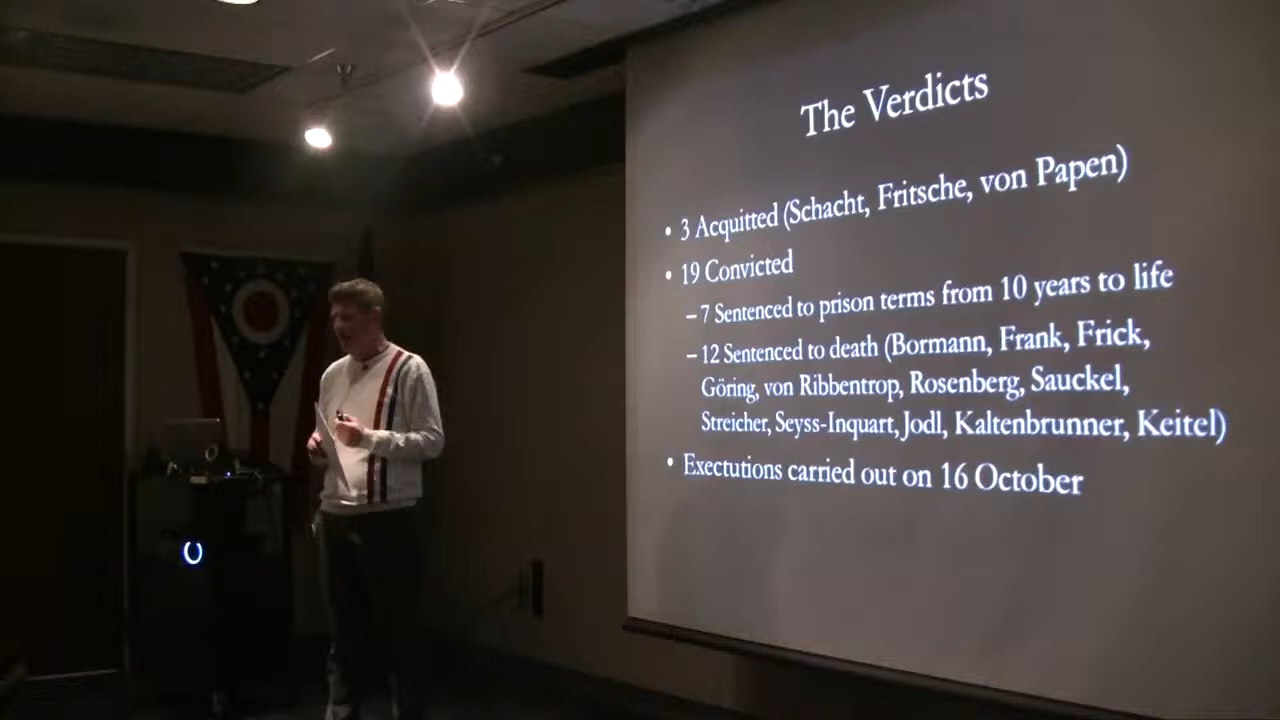 The Verdicts
• 3 Acquitted (Schacht, Fritsche, von Papen)
• 19 Convicted
– 7 Sentenced to prison terms from 10 years to life
– 12 Sentenced to death (Bormann, Frank, Frick,
Göring, von Ribbentrop, Rosenberg, Sauckel,
Streicher, Seyss-Inquart, Jodl, Kaltenbrunner, Keitel)
• Exectutions carried out on 16 October